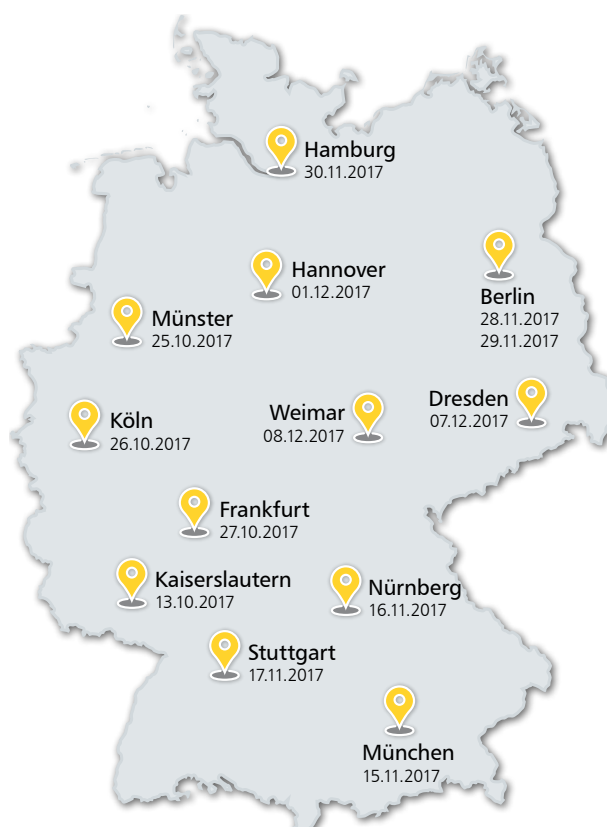 Hamburg
30.11.2017
Hannover
01.12.2017
Berlin
28.11.2017
29.11.2017
Münster
25.10.2017
Köln
26.10.2017
Weimar
08.12.2017
Dresden
07.12.2017
Frankfurt
27.10.2017
Kaiserslautern
13.10.2017
Nürnberg
16.11.2017
Stuttgart
17.11.2017
München
15.11.2017